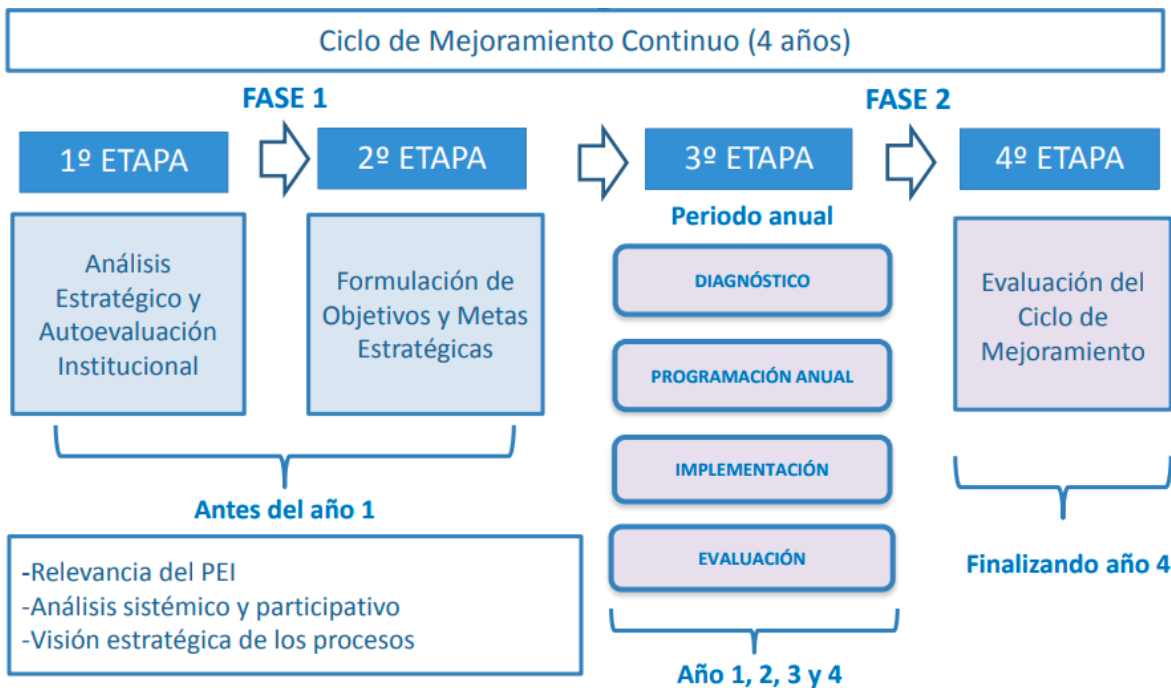 Ciclo de Mejoramiento Continuo (4 años)
FASE 1
FASE 2
1º ETAPA
2º ETAPA
3º ETAPA
4º ETAPA
Análisis
Estratégico y
Autoevaluación
Institucional
Formulación de
Objetivos y Metas
Estratégicas
Periodo anual
DIAGNÓSTICO
PROGRAMACIÓN ANUAL
IMPLEMENTACIÓN
EVALUACIÓN
Evaluación del
Ciclo de
Mejoramiento
Antes del año 1
-Relevancia del PEI
-Análisis sistémico y participativo
-Visión estratégica de los procesos
Año 1, 2, 3 y 4
Finalizando año 4